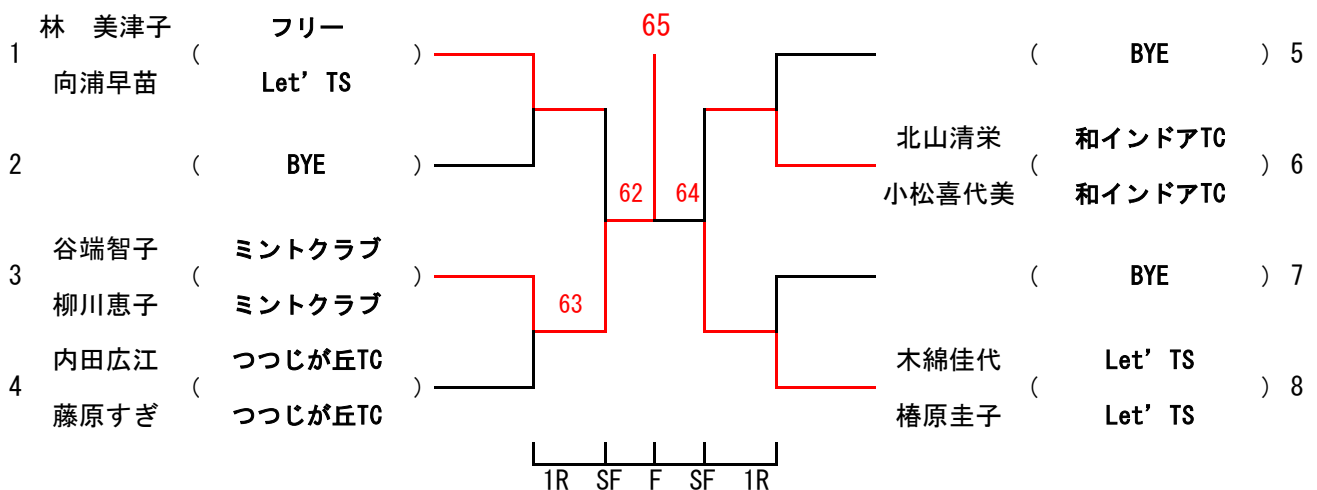 林　美津子 フリー
1 ( )
向浦早苗 Let'TS
2 ( BYE )
谷端智子 ミントクラブ
3 ( )
柳川恵子 ミントクラブ
内田広江 つつじが丘TC
4 ( )
藤原すぎ つつじが丘TC
65
62 64
63
( BYE ) 5
北山清栄 和インドアTC
( ) 6
小松喜代美 和インドアTC
( BYE ) 7
木綿佳代 Let'TS
( ) 8
椿原圭子 Let'TS
1R SF F SF 1R